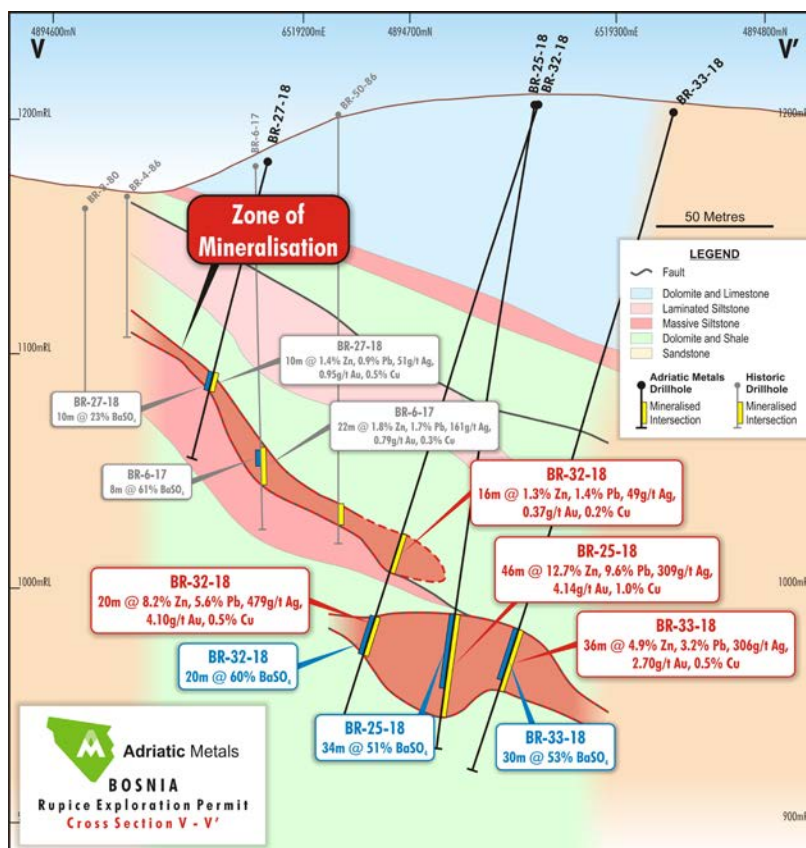 4894600mN
6519200mE
4894700mN
6519300mE
4894800mN
V
V'
BR-25-18
BR-32-18
BR-33-18
BR-50-86
BR-27-18
BR-6-17
BR-4-86
1200mRL
Zone of
Mineralisation
50 Metres
LEGEND
Fault
Dolomite and Limestone
Laminated Siltstone
Massive Siltstone
Dolomite and Shale
Sandstone
Adriatic Metals
Drillhole
Historic
Drillhole
Mineralised
Intersection
Mineralised
Intersection
1100mRL
BR-27-18
10m @ 1.4% Zn, 0.9% Pb, 51g/t Ag,
0.95g/t Au, 0.5% Cu
BR-27-18
10m @ 23% BaSO₄
BR-6-17
22m @ 1.8% Zn, 1.7% Pb, 161g/t Ag,
0.79g/t Au, 0.3% Cu
BR-6-17
8m @ 61% BaSO₄
BR-32-18
16m @ 1.3% Zn, 1.4% Pb, 49g/t Ag,
0.37g/t Au, 0.2% Cu
BR-25-18
46m @ 12.7% Zn, 9.6% Pb, 309g/t Ag,
4.14g/t Au, 1.0% Cu
1000mRL
BR-32-18
20m @ 8.2% Zn, 5.6% Pb, 479g/t Ag,
4.10g/t Au, 0.5% Cu
BR-33-18
36m @ 4.9% Zn, 3.2% Pb, 306g/t Ag,
2.70g/t Au, 0.5% Cu
BR-32-18
20m @ 60% BaSO₄
BR-25-18
34m @ 51% BaSO₄
BR-33-18
30m @ 53% BaSO₄
Adriatic Metals
BOSNIA
Rupice Exploration Permit
Cross Section V - V'